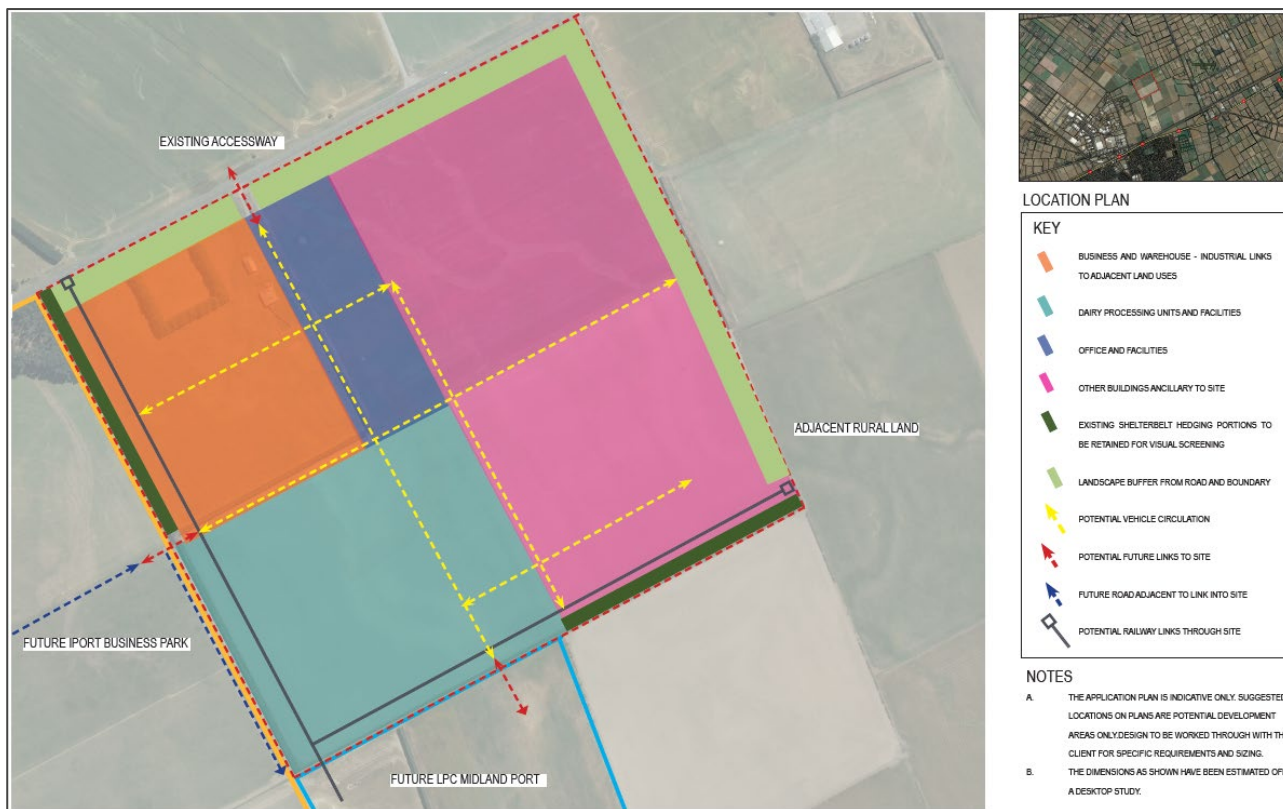 EXISTING ACCESSWAY
ADJACENT RURAL LAND
FUTURE IPORT BUSINESS PARK
FUTURE LPC MIDLAND PORT
LOCATION PLAN
KEY
BUSINESS AND WAREHOUSE - INDUSTRIAL LINKS
TO ADJACENT LAND USES
DAIRY PROCESSING UNITS AND FACILITIES
OFFICE AND FACILITIES
OTHER BUILDINGS ANCILLARY TO SITE
EXISTING SHELTERBELT HEDGING PORTIONS TO
BE RETAINED FOR VISUAL SCREENING
LANDSCAPE BUFFER FROM ROAD AND BOUNDARY
POTENTIAL VEHICLE CIRCULATION
POTENTIAL FUTURE LINKS TO SITE
FUTURE ROAD ADJACENT TO LINK INTO SITE
POTENTIAL RAILWAY LINKS THROUGH SITE
NOTES
A. THE APPLICATION PLAN IS INDICATIVE ONLY. SUGGESTED
LOCATIONS ON PLANS ARE POTENTIAL DEVELOPMENT
AREAS ONLY.DESIGN TO BE WORKED THROUGH WITH TH
CLIENT FOR SPECIFIC REQUIREMENTS AND SIZING.
B. THE DIMENSIONS AS SHOWN HAVE BEEN ESTIMATED OF
A DESKTOP STUDY.